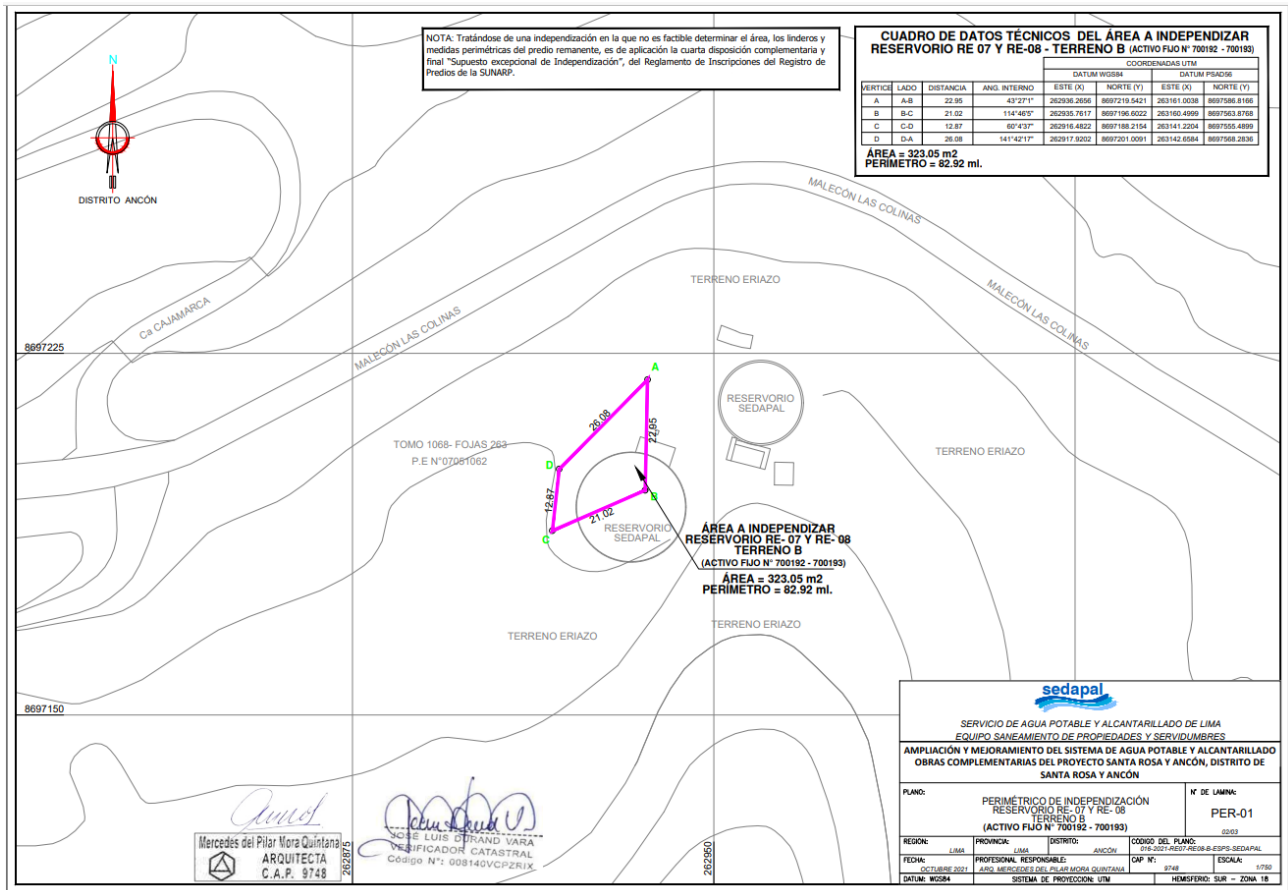 NOTA: Tratándose de una independización en la que no es factible determinar el área, los linderos y
medidas perimétricas del predio remanente, es de aplicación la cuarta disposición complementaria y
final "Supuesto excepcional de Independización", del Reglamento de Inscripciones del Registro de
Predios de la SUNARP.
CUADRO DE DATOS TÉCNICOS DEL ÁREA A INDEPENDIZAR
RESERVORIO RE 07 Y RE-08 - TERRENO B (ACTIVO FIJO N° 700192 - 700193)
COORDENADAS UTM
DATUM WGS84 DATUM PSAD56
VERTICE LADO DISTANCIA ANG. INTERNO ESTE (X) NORTE (Y) ESTE (X) NORTE (Y)
A A-B 22.95 43°27'1" 262936.2656 8697219.5421 263161.0038 8697586.8166
B B-C 21.02 114°46'5" 262935.7617 8697196.6022 263160.4999 8697563.8768
C C-D 12.87 60°4'37" 262916.4822 8697188.2154 263141.2204 8697555.4899
D D-A 26.08 141°42'17" 262917.9202 8697201.0091 263142.6584 8697568.2836
ÁREA = 323.05 m2
PERÍMETRO = 82.92 ml.
N
DISTRITO ANCÓN
MALECÓN LAS COLINAS
TERRENO ERIAZO
MALECÓN LAS COLINAS
Ca CAJAMARCA
MALECÓN LAS COLINAS
8697225
A
RESERVORIO
SEDAPAL
26.08
22.95
TOMO 1068- FOJAS 263
P.E N°07051062
TERRENO ERIAZO
D
B
12.87
21.02
C
RESERVORIO
SEDAPAL
ÁREA A INDEPENDIZAR
RESERVORIO RE- 07 Y RE- 08
TERRENO B
(ACTIVO FIJO N° 700192 - 700193)
ÁREA = 323.05 m2
PERÍMETRO = 82.92 ml.
TERRENO ERIAZO
TERRENO ERIAZO
8697150
262875
262950
Mercedes del Pilar Mora Quintana
ARQUITECTA
C.A.P. 9748
JOSÉ LUIS DURAND VARA
VERIFICADOR CATASTRAL
Código N°: 008140VCPZRIX
sedapal
SERVICIO DE AGUA POTABLE Y ALCANTARILLADO DE LIMA
EQUIPO SANEAMIENTO DE PROPIEDADES Y SERVIDUMBRES
AMPLIACIÓN Y MEJORAMIENTO DEL SISTEMA DE AGUA POTABLE Y ALCANTARILLADO
OBRAS COMPLEMENTARIAS DEL PROYECTO SANTA ROSA Y ANCÓN, DISTRITO DE
SANTA ROSA Y ANCÓN
PLANO:
PERIMÉTRICO DE INDEPENDIZACIÓN
RESERVORIO RE- 07 Y RE- 08
TERRENO B
(ACTIVO FIJO N° 700192 - 700193)
N° DE LAMINA:
PER-01
02/03
REGION: LIMA
PROVINCIA: LIMA
DISTRITO: ANCÓN
CODIGO DEL PLANO:
016-2021-RE07-RE08-B-ESPS-SEDAPAL
FECHA: OCTUBRE 2021
PROFESIONAL RESPONSABLE:
ARQ. MERCEDES DEL PILAR MORA QUINTANA
CAP N°: 9748
ESCALA: 1/750
DATUM: WGS84 SISTEMA DE PROYECCION: UTM HEMISFERIO: SUR - ZONA 18